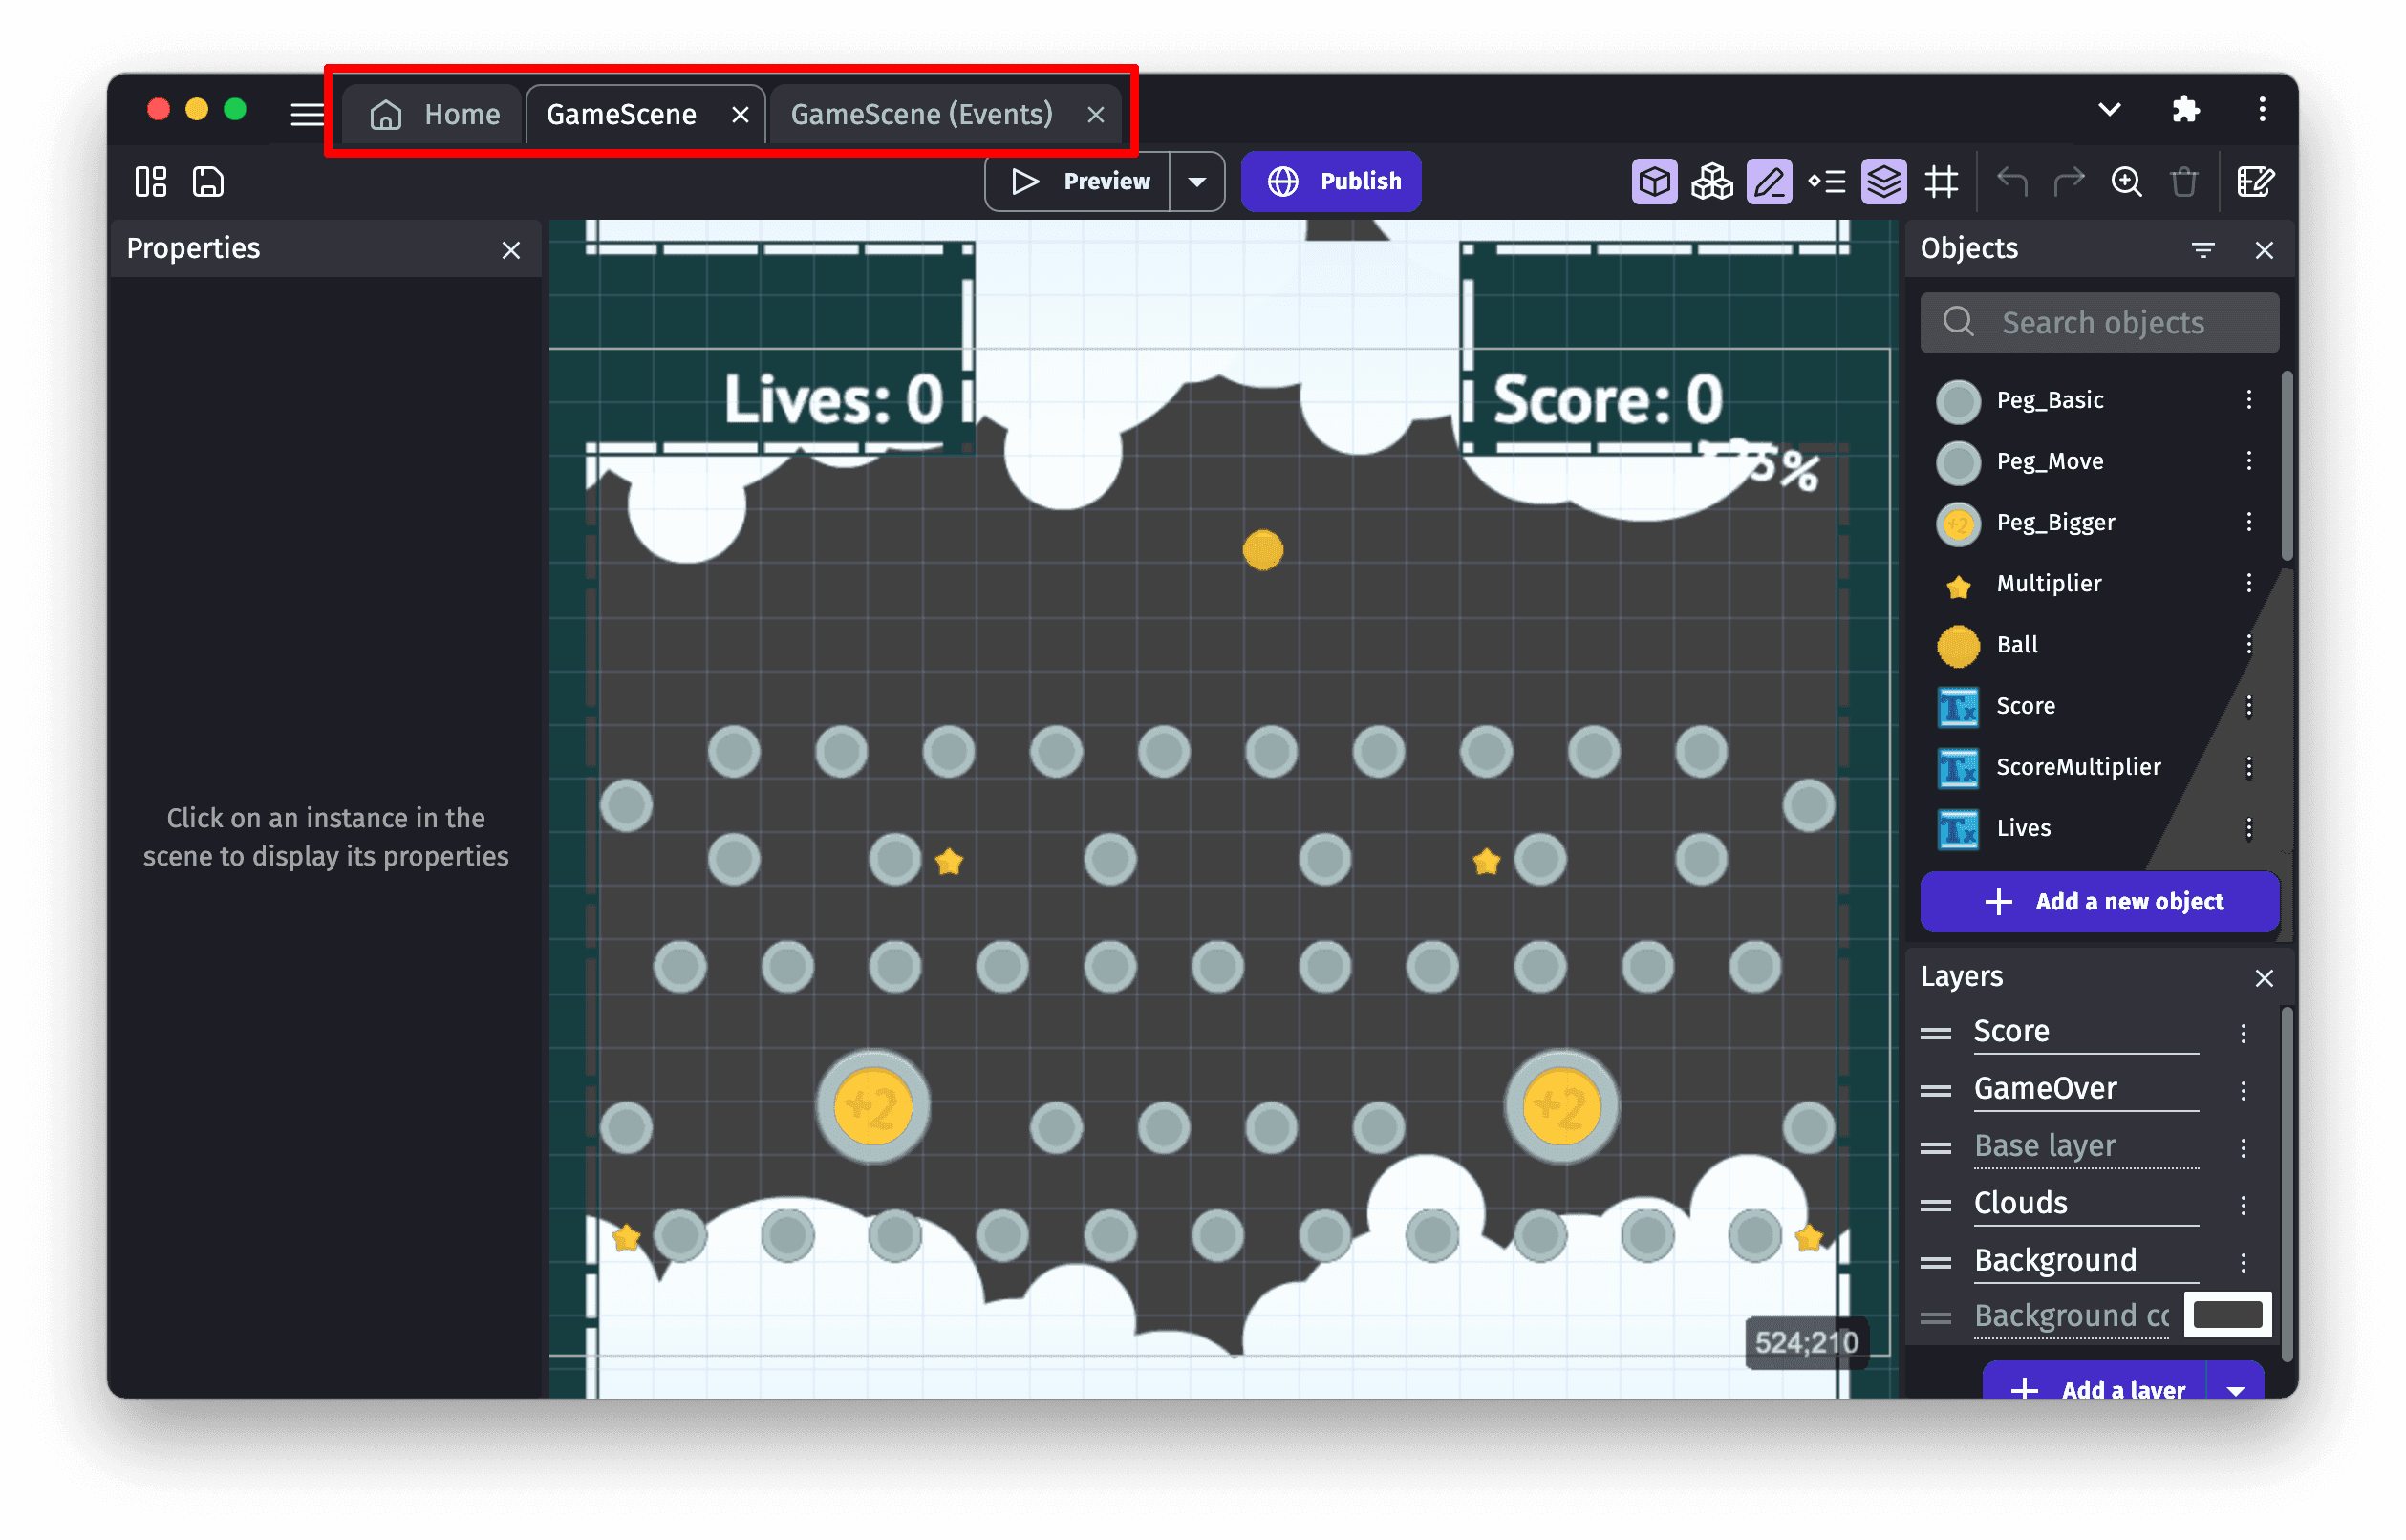 Home
GameScene
GameScene (Events)
Preview
Publish
Properties
Click on an instance in the
scene to display its properties
Lives: 0
Score: 0
+2
+2
524;210
Objects
Search objects
Peg_Basic
Peg_Move
Peg_Bigger
Multiplier
Ball
Score
ScoreMultiplier
Lives
Add a new object
Layers
Score
GameOver
Base layer
Clouds
Background
Background
Add a layer